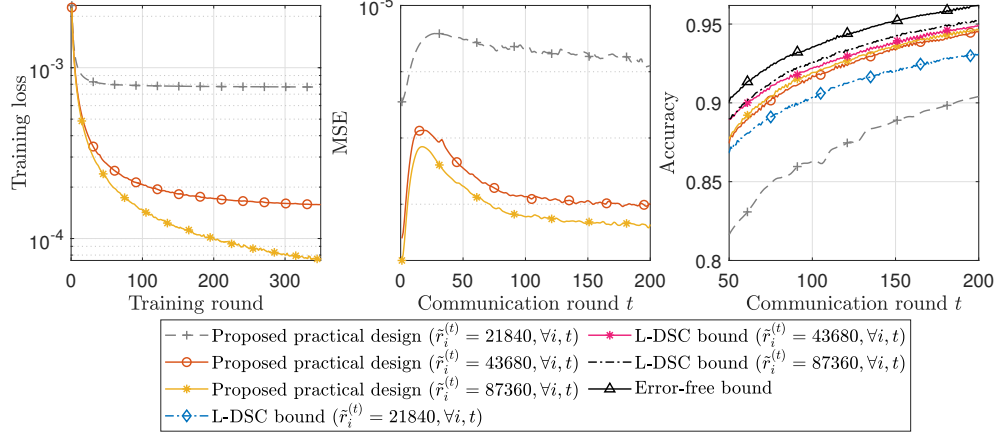 Training loss
10^{-3}
10^{-4}
0 100 200 300
Training round
MSE
10^{-5}
0 50 100 150 200
Communication round t
Accuracy
0.95
0.9
0.85
0.8
50 100 150 200
Communication round t
Proposed practical design (r̃_i^{(t)} = 21840, ∀i, t)
Proposed practical design (r̃_i^{(t)} = 43680, ∀i, t)
Proposed practical design (r̃_i^{(t)} = 87360, ∀i, t)
L-DSC bound (r̃_i^{(t)} = 21840, ∀i, t)
L-DSC bound (r̃_i^{(t)} = 43680, ∀i, t)
L-DSC bound (r̃_i^{(t)} = 87360, ∀i, t)
Error-free bound